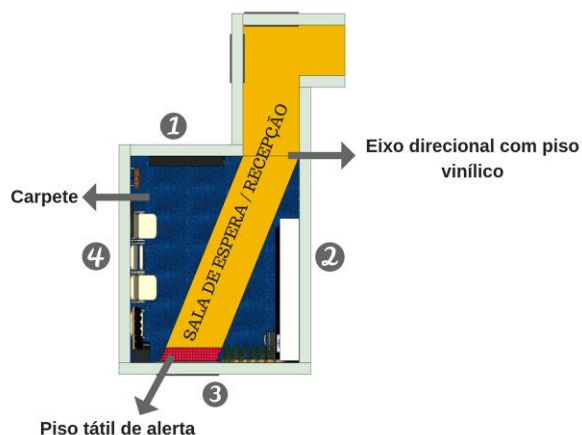 1
SALA DE ESPERA / RECEPÇÃO
Eixo direcional com piso
vinílico
Carpete
4
2
3
Piso tátil de alerta